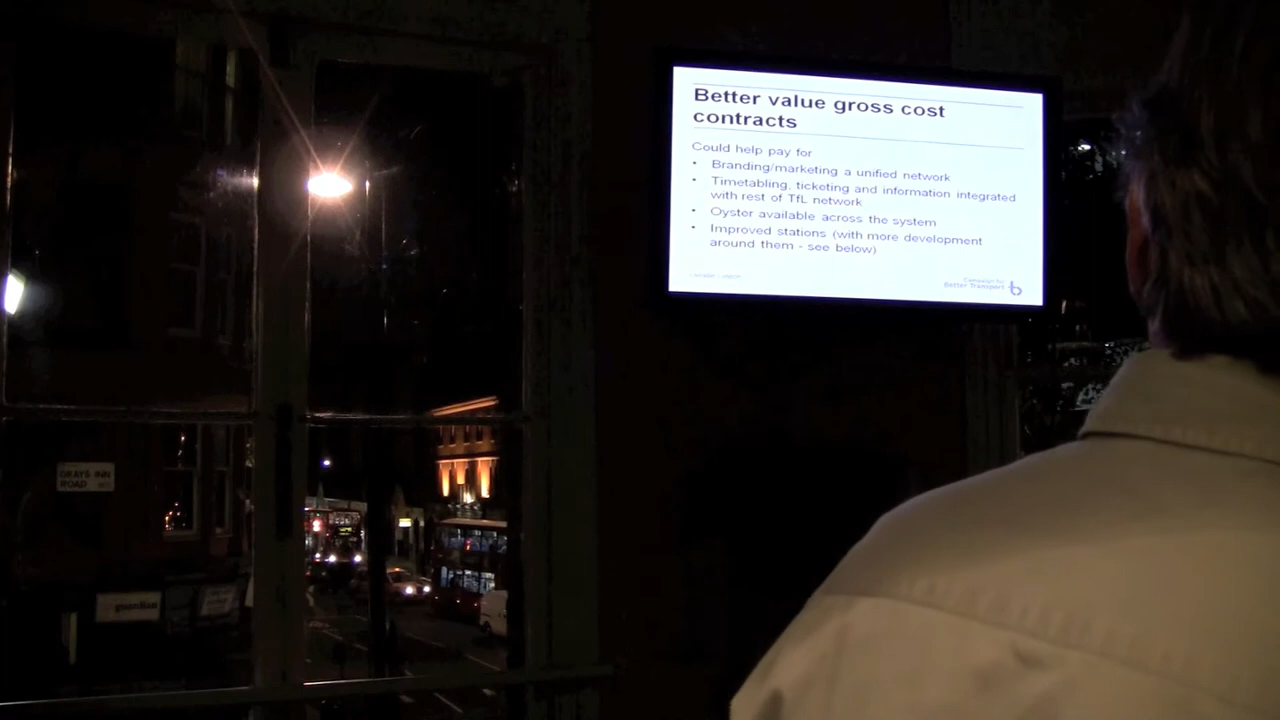 Better value gross cost
contracts
Could help pay for
• Branding/marketing a unified network
• Timetabling, ticketing and information integrated
with rest of TfL network
• Oyster available across the system
• Improved stations (with more development
around them - see below)
Campaign for
Better Transport
GRAYS INN
ROAD
guardian